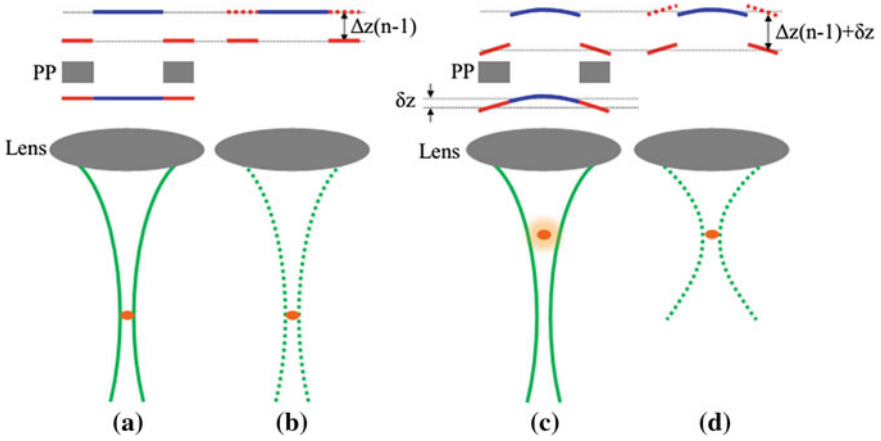 Δz(n-1)
PP
Lens
(a)
(b)
Δz(n-1)+δz
PP
δz
Lens
(c)
(d)